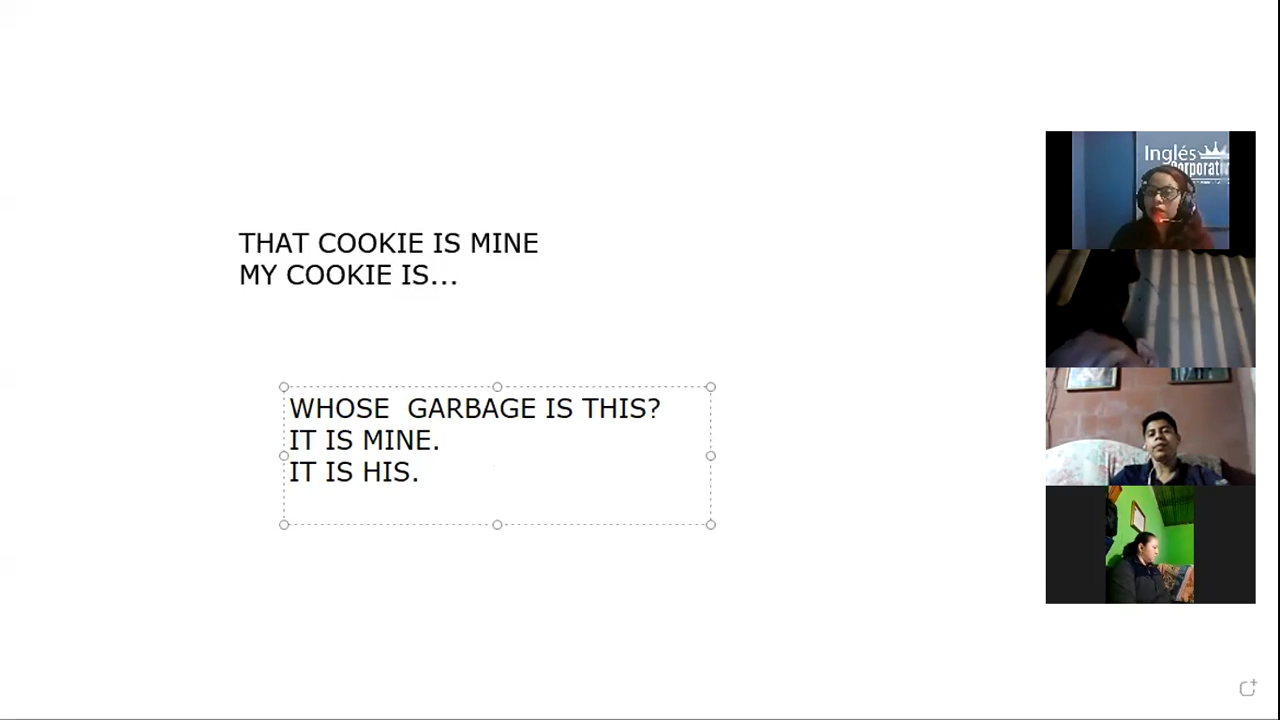 THAT COOKIE IS MINE
MY COOKIE IS...
WHOSE  GARBAGE IS THIS?
IT IS MINE.
IT IS HIS.
Inglés